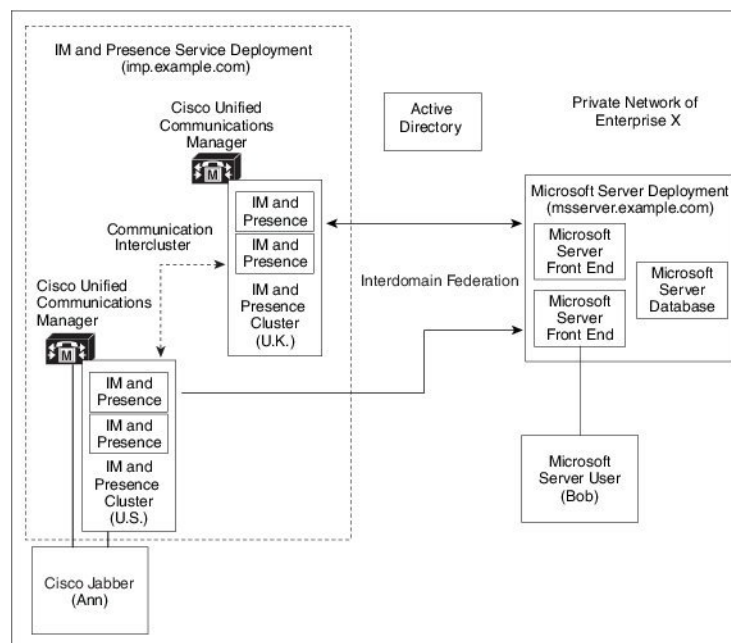 IM and Presence Service Deployment
(imp.example.com)
Cisco Unified
Communications
Manager
M
IM and
Presence
IM and
Presence
IM and
Presence
Cluster
(U.K.)
Communication
Intercluster
Cisco Unified
Communications
Manager
M
IM and
Presence
IM and
Presence
IM and
Presence
Cluster
(U.S.)
Cisco Jabber
(Ann)
Active
Directory
Private Network of
Enterprise X
Interdomain Federation
Microsoft Server Deployment
(msserver.example.com)
Microsoft
Server
Front End
Microsoft
Server
Front End
Microsoft
Server
Database
Microsoft
Server User
(Bob)